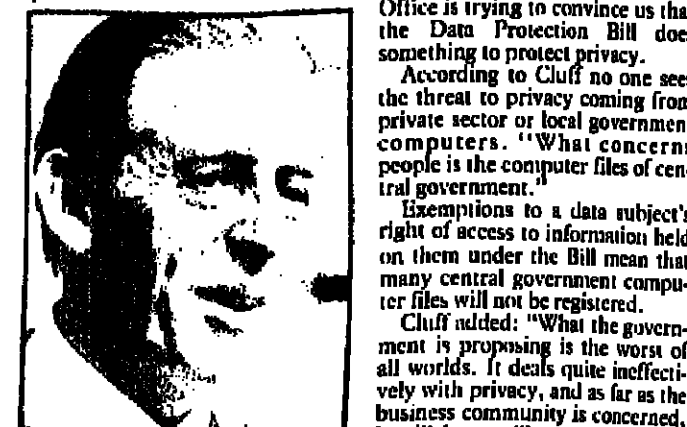 Office is trying to convince us tha
the Data Protection Bill doe
something to protect privacy.
According to Cluff no one see
the threat to privacy coming from
private sector or local governmen
computers. "What concern
people is the computer files of cen-
tral government."
Exemptions to a data subject's
right of access to information held
on them under the Bill mean that
many central government compu-
ter files will not be registered.
Cluff added: "What the govern-
ment is proposing is the worst of
all worlds. It deals quite ineffecti-
vely with privacy, and as far as the
business community is concerned,